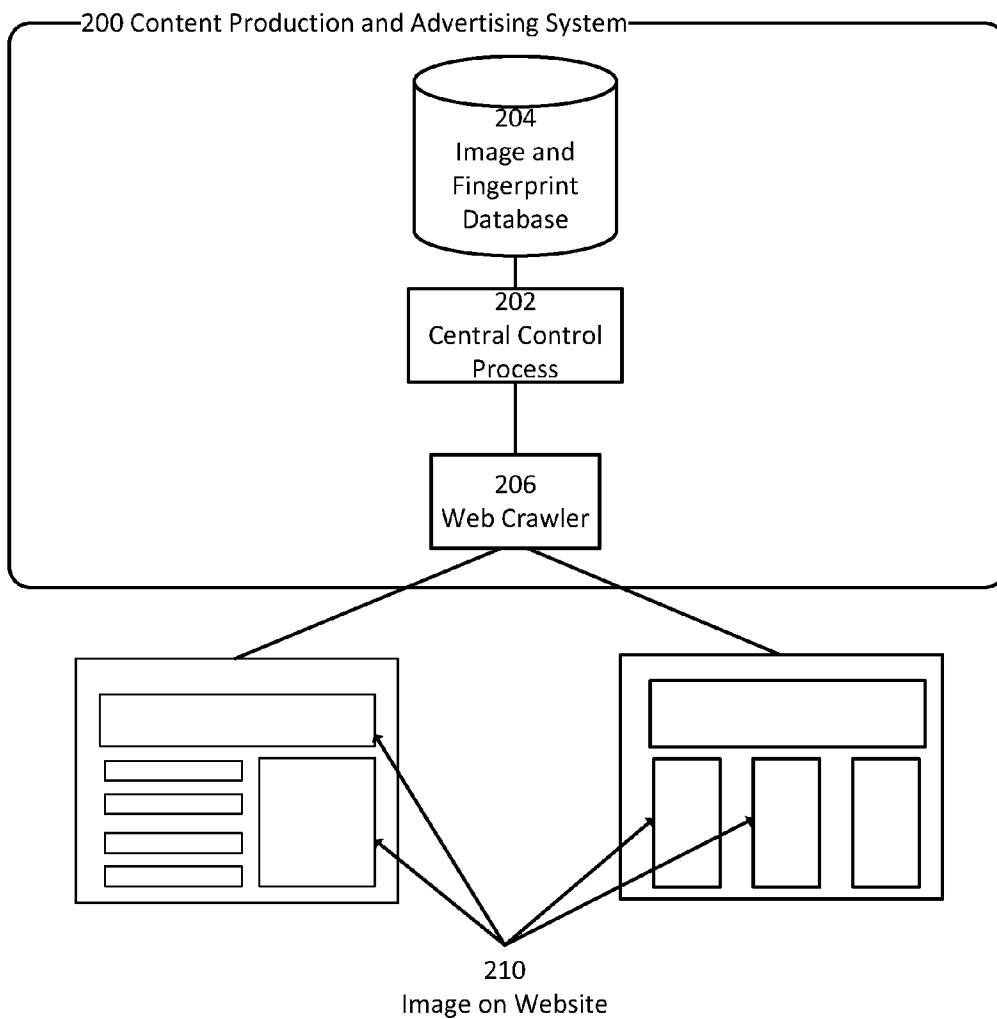 200 Content Production and Advertising System
204
Image and
Fingerprint
Database
202
Central Control
Process
206
Web Crawler
210
Image on Website